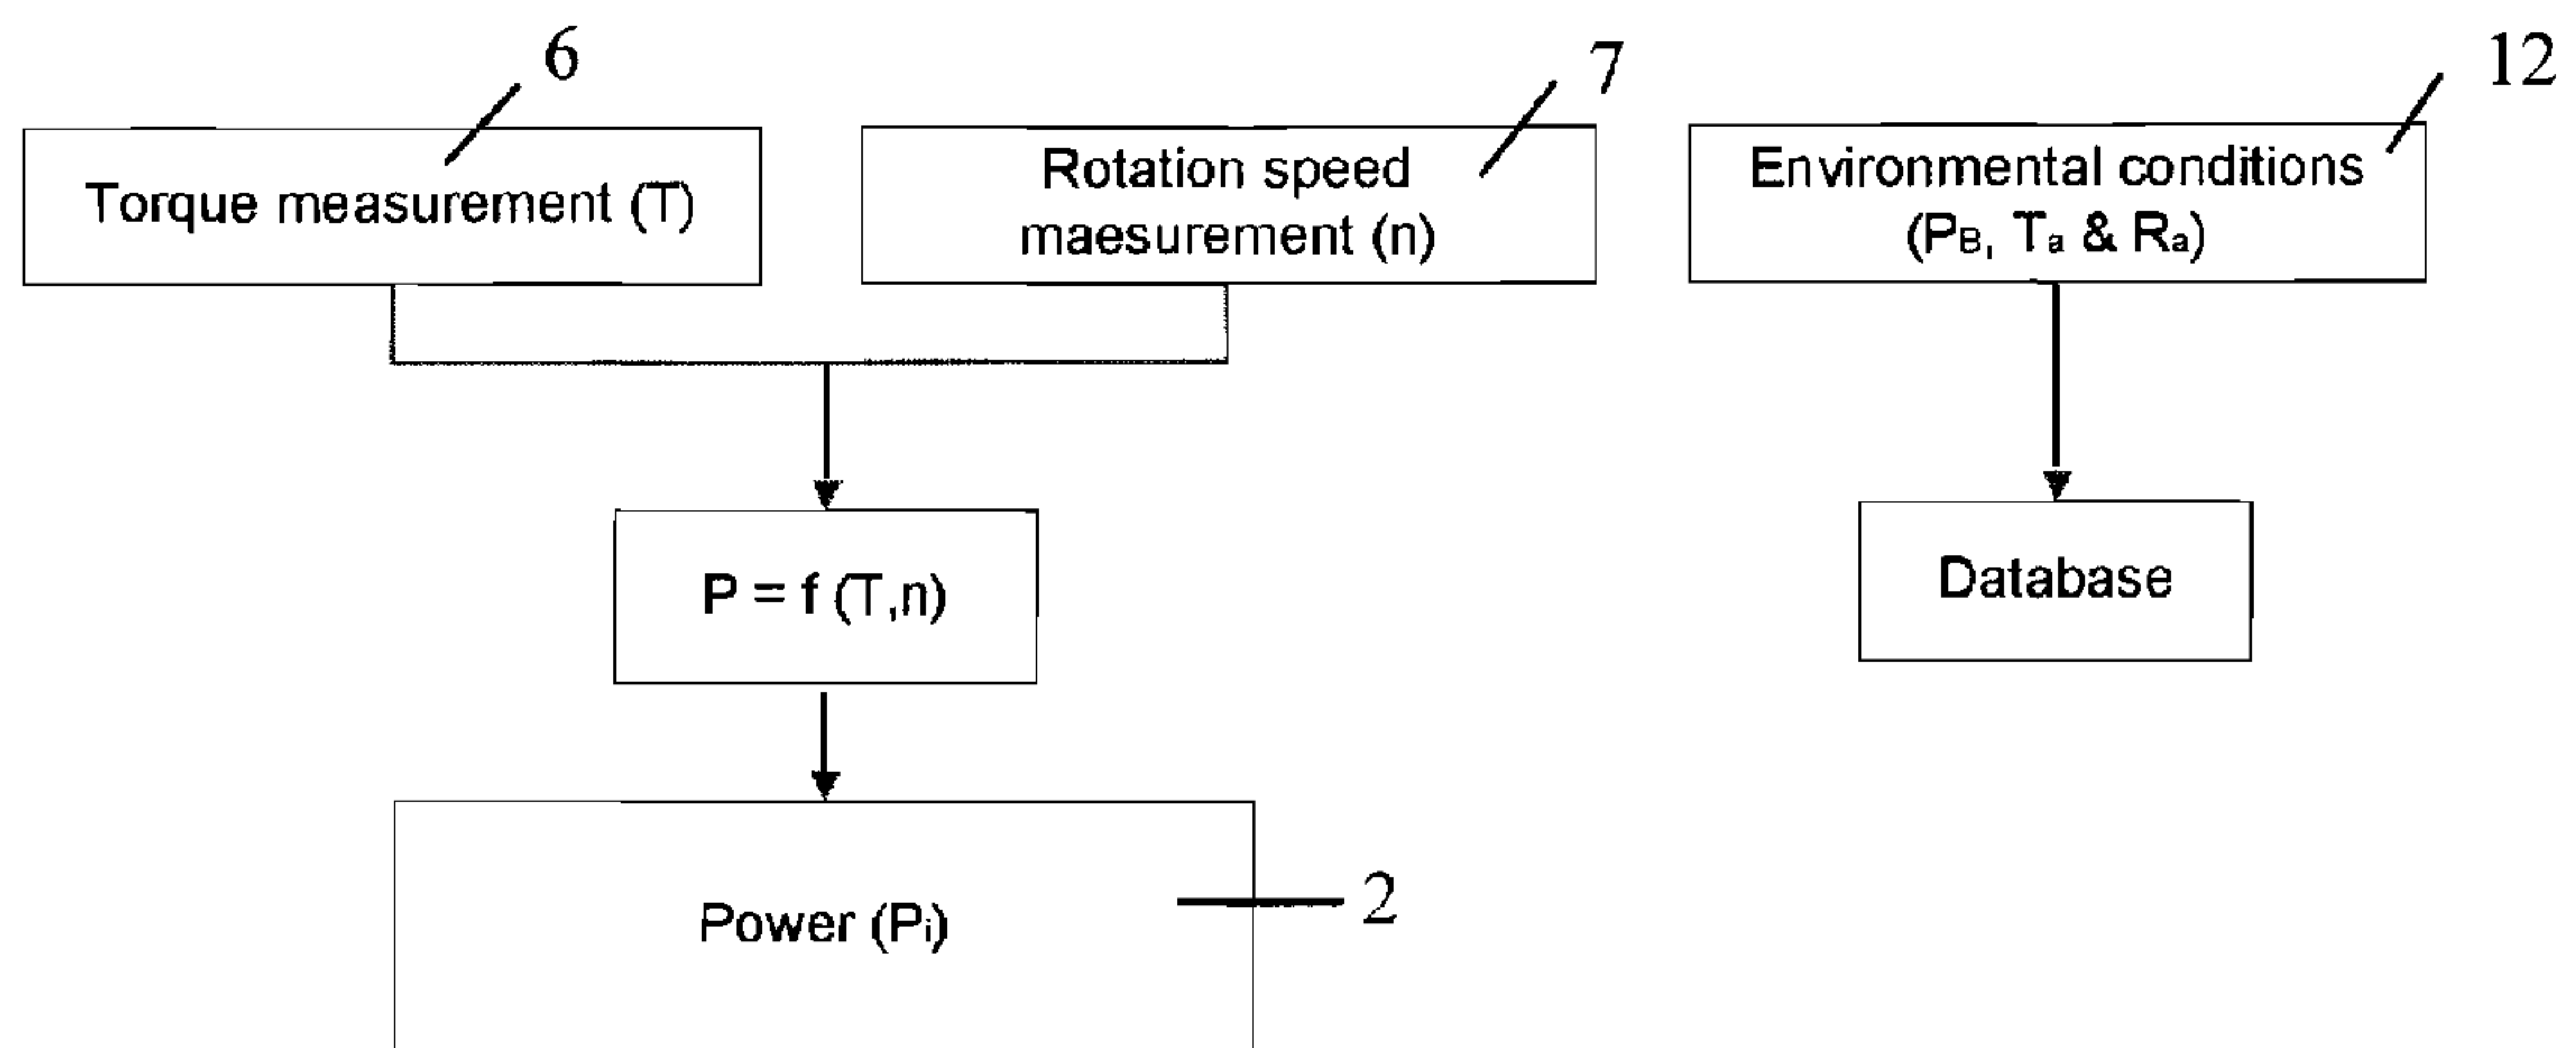 6
7
12
Torque measurement (T)
Rotation speed
maesurement (n)
Environmental conditions
(PB, Ta & Ra)
P = f (T,n)
Database
Power (Pi)
2